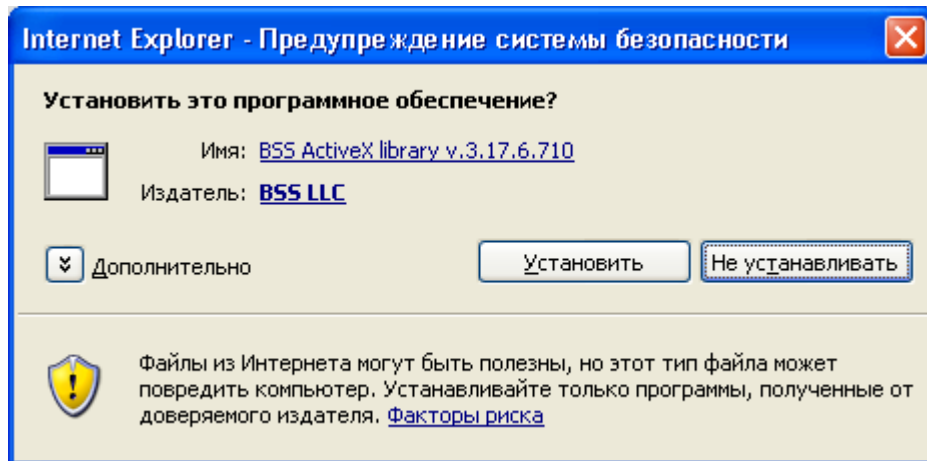 Internet Explorer - Предупреждение системы безопасности
Установить это программное обеспечение?
Имя: BSS ActiveX library v.3.17.6.710
Издатель: BSS LLC
Дополнительно
Установить
Не устанавливать
Файлы из Интернета могут быть полезны, но этот тип файла может
повредить компьютер. Устанавливайте только программы, полученные от
доверяемого издателя. Факторы риска